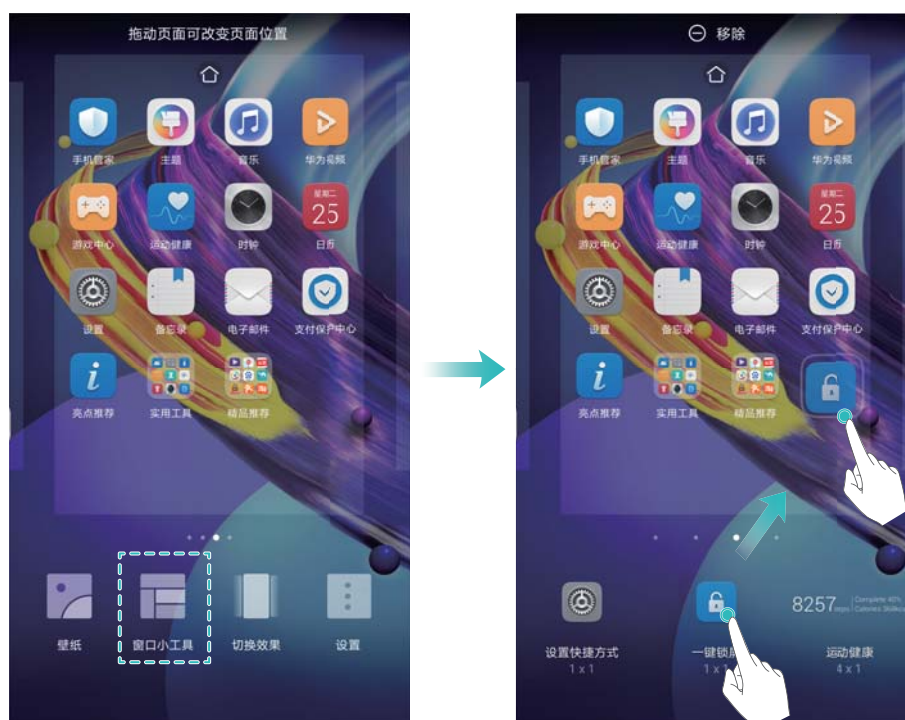 拖动页面可改变页面位置
手机管家 主题 音乐 华为视频
星期二
25
游戏中心 运动健康 时钟 日历
设置 备忘录 电子邮件 支付保护中心
亮点推荐 实用工具 精品推荐
壁纸 窗口小工具 切换效果 设置
移除
手机管家 主题 音乐 华为视频
星期二
25
游戏中心 运动健康 时钟 日历
设置 备忘录 电子邮件 支付保护中心
亮点推荐 实用工具 精品推荐
8257 steps Complete 40%
Calories 360kca
设置快捷方式 一键锁屏 运动健康
1 x 1 1 x 1 4 x 1